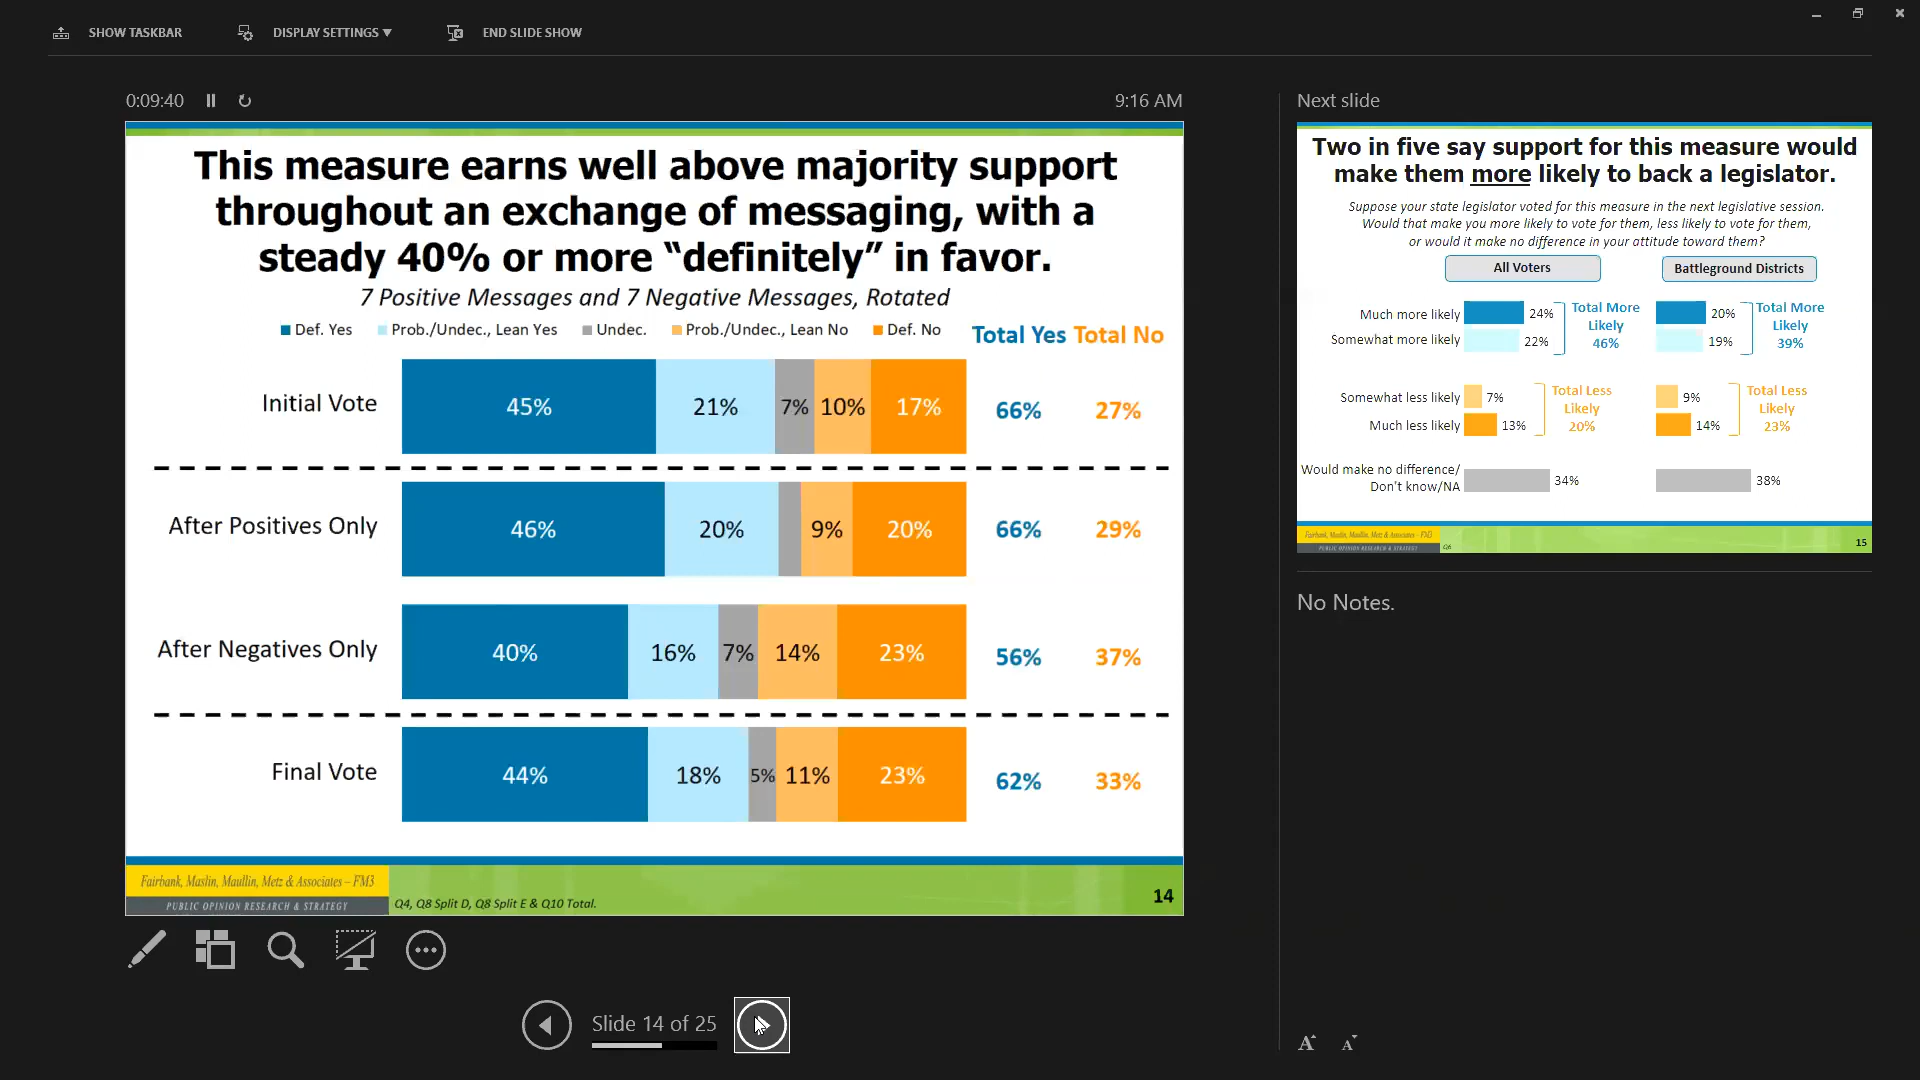 SHOW TASKBAR
DISPLAY SETTINGS ▼
END SLIDE SHOW
0:09:40
9:16 AM
This measure earns well above majority support
throughout an exchange of messaging, with a
steady 40% or more “definitely” in favor.
7 Positive Messages and 7 Negative Messages, Rotated
Def. Yes Prob./Undec., Lean Yes Undec. Prob./Undec., Lean No Def. No Total Yes Total No
Initial Vote 45% 21% 7% 10% 17% 66% 27%
After Positives Only 46% 20% 9% 20% 66% 29%
After Negatives Only 40% 16% 7% 14% 23% 56% 37%
Final Vote 44% 18% 5% 11% 23% 62% 33%
Fairbank, Maslin, Maullin, Metz & Associates – FM3
PUBLIC OPINION RESEARCH & STRATEGY
Q4, Q8 Split D, Q8 Split E & Q10 Total.
14
Slide 14 of 25
Next slide
Two in five say support for this measure would
make them more likely to back a legislator.
Suppose your state legislator voted for this measure in the next legislative session.
Would that make you more likely to vote for them, less likely to vote for them,
or would it make no difference in your attitude toward them?
All Voters Battleground Districts
Much more likely 24% 20%
Somewhat more likely 22% 19%
Total More
Likely
46%
Total More
Likely
39%
Somewhat less likely 7% 9%
Much less likely 13% 14%
Total Less
Likely
20%
Total Less
Likely
23%
Would make no difference/
Don't know/NA 34% 38%
Fairbank, Maslin, Maullin, Metz & Associates – FM3
PUBLIC OPINION RESEARCH & STRATEGY
Q6
15
No Notes.
A A